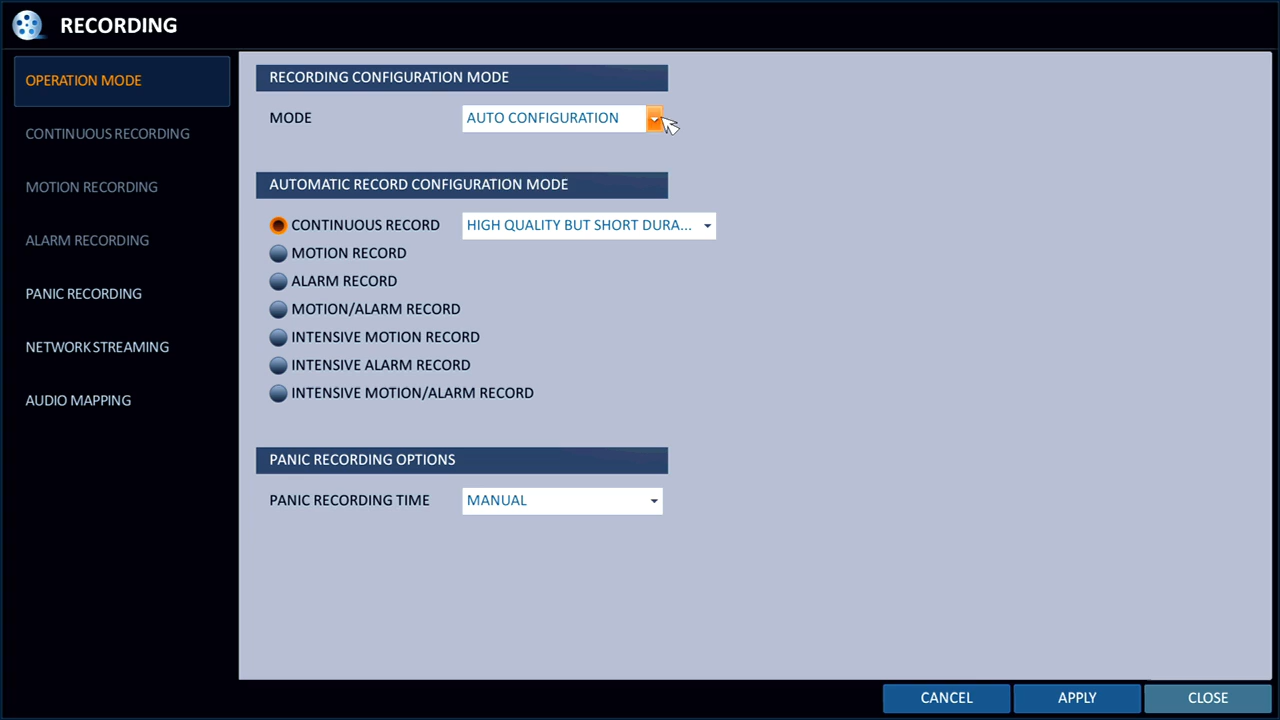 RECORDING
OPERATION MODE
CONTINUOUS RECORDING
MOTION RECORDING
ALARM RECORDING
PANIC RECORDING
NETWORK STREAMING
AUDIO MAPPING
RECORDING CONFIGURATION MODE
MODE AUTO CONFIGURATION
AUTOMATIC RECORD CONFIGURATION MODE
CONTINUOUS RECORD HIGH QUALITY BUT SHORT DURA...
MOTION RECORD
ALARM RECORD
MOTION/ALARM RECORD
INTENSIVE MOTION RECORD
INTENSIVE ALARM RECORD
INTENSIVE MOTION/ALARM RECORD
PANIC RECORDING OPTIONS
PANIC RECORDING TIME MANUAL
CANCEL APPLY CLOSE